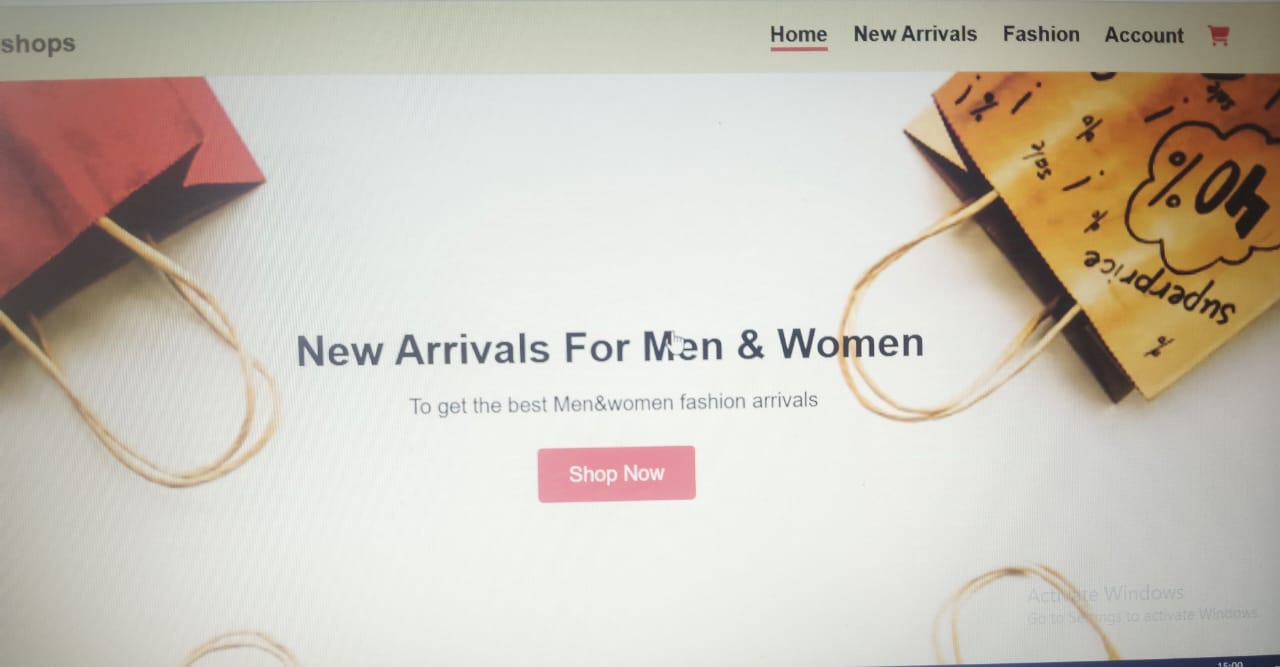 shops
Home New Arrivals Fashion Account
sale
sale
40%
superprice
%
%
%
%
New Arrivals For Men & Women
To get the best Men&women fashion arrivals
Shop Now
Activate Windows
Go to Settings to activate Windows.
15:00